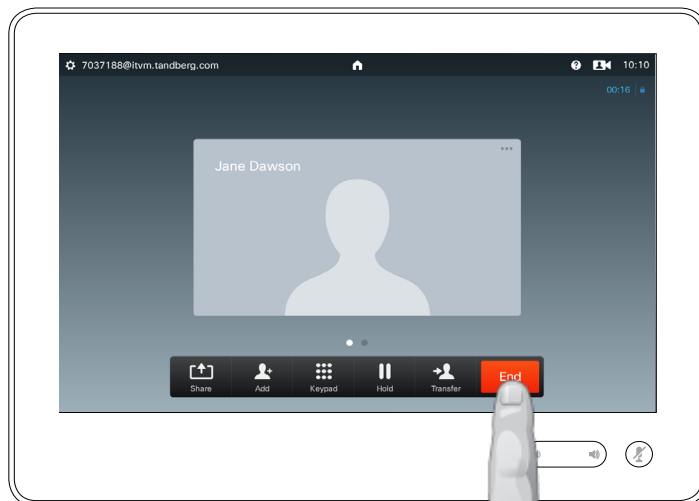 7037188@itvm.tandberg.com
10:10
00:16
Jane Dawson
Share
Add
Keypad
Hold
Transfer
End